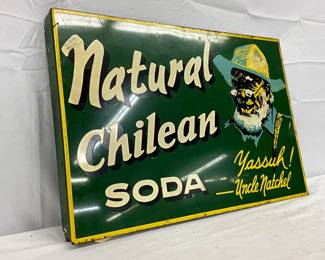 Natural
Chilean
SODA
Yassuh!
— Uncle Natchel